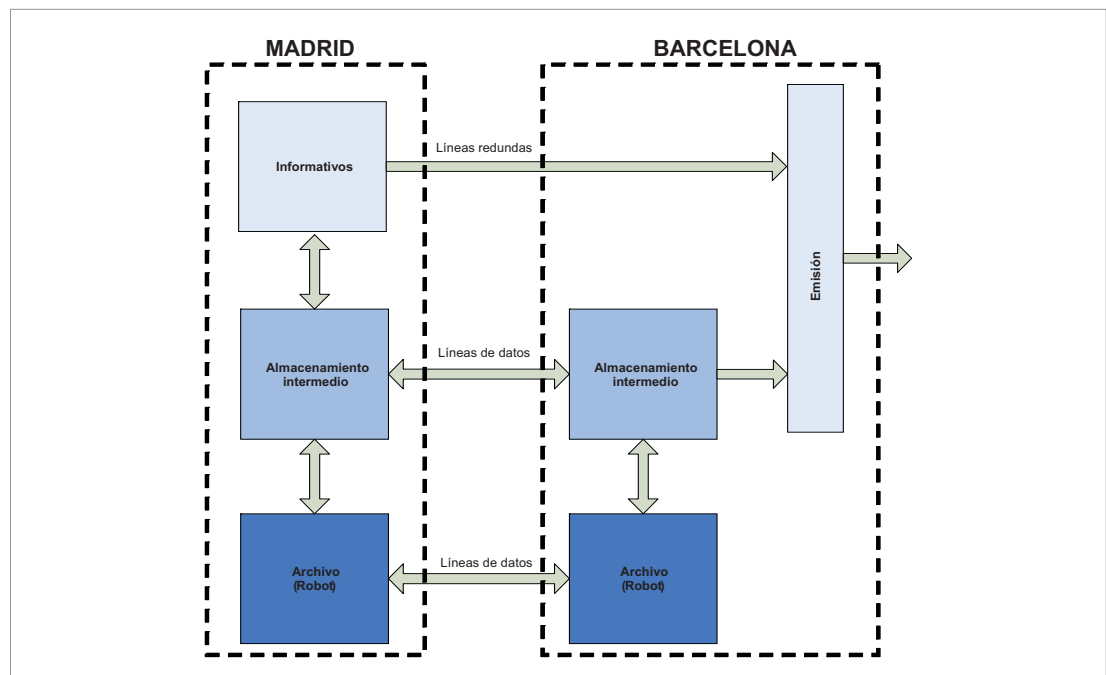 MADRID
BARCELONA
Informativos
Líneas redundas
Emisión
Almacenamiento
intermedio
Líneas de datos
Almacenamiento
intermedio
Archivo
(Robot)
Líneas de datos
Archivo
(Robot)